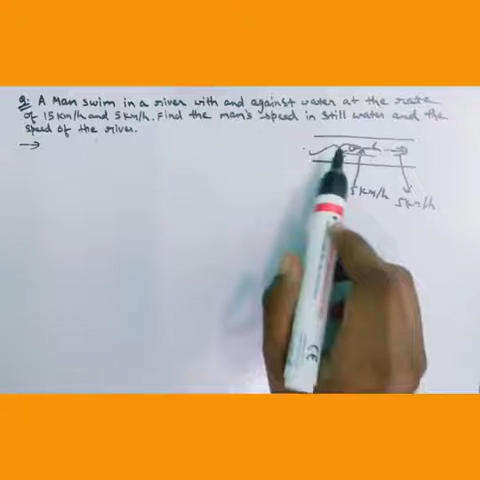 Q. A Man swim in a river with and against water at the rate
of 15 km/h and 5 km/h. Find the man's speed in still water and the
speed of the river.
5 km/h
5 km/h
CE